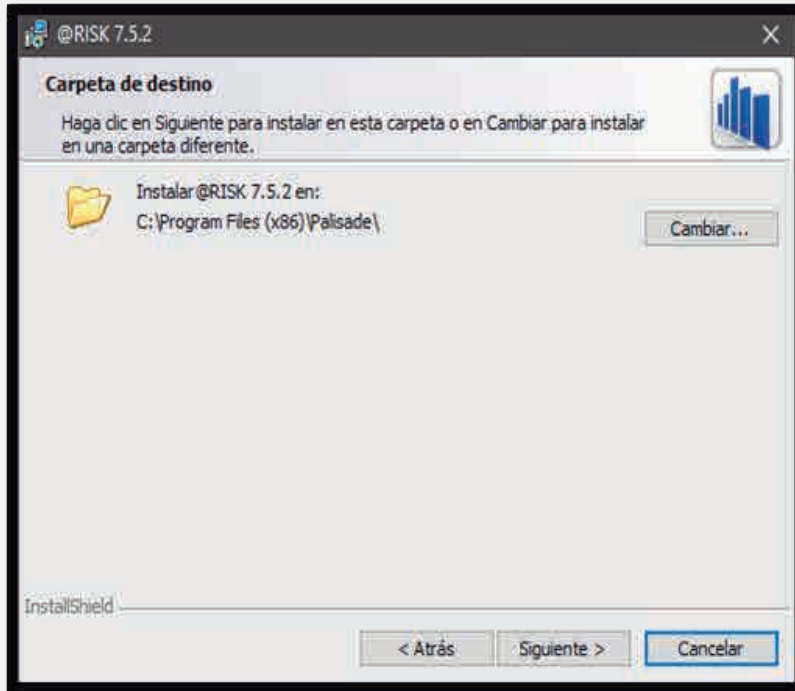 @RISK 7.5.2
Carpeta de destino
Haga clic en Siguiente para instalar en esta carpeta o en Cambiar para instalar
en una carpeta diferente.
Instalar @RISK 7.5.2 en:
C:\Program Files (x86)\Palisade\
Cambiar...
InstallShield
< Atrás
Siguiente >
Cancelar